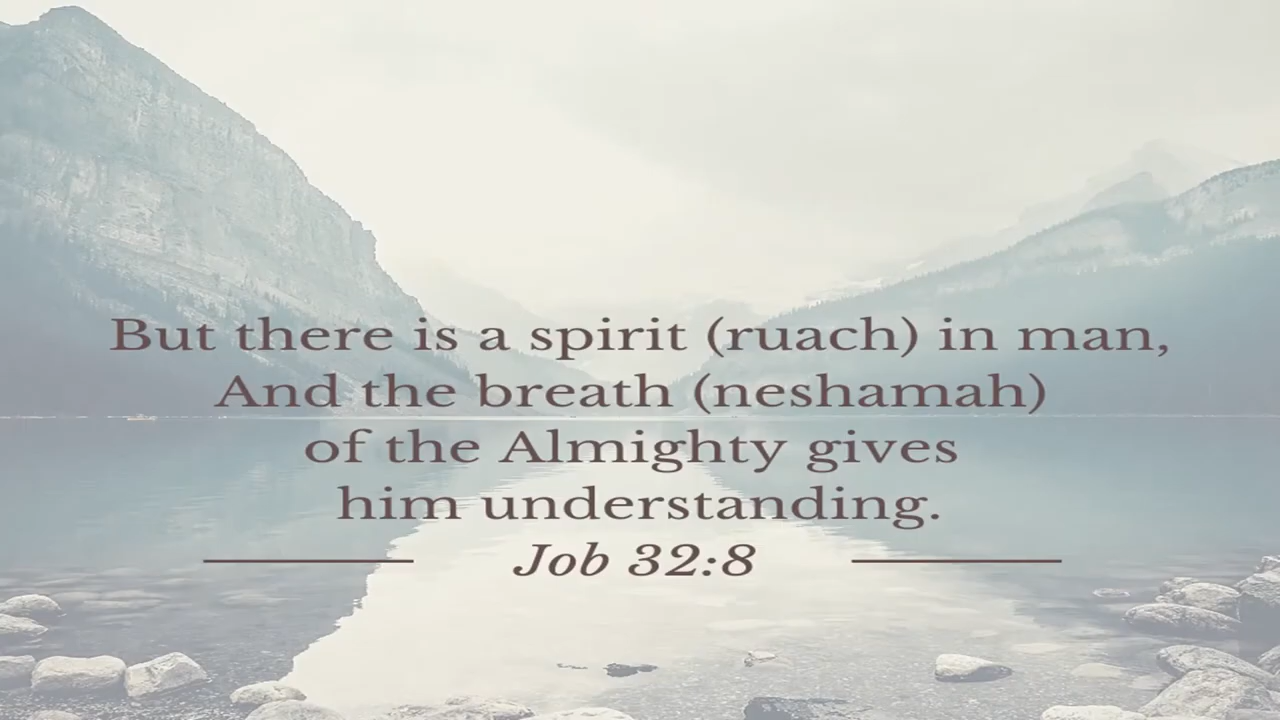 But there is a spirit (ruach) in man,
And the breath (neshamah)
of the Almighty gives
him understanding.
Job 32:8